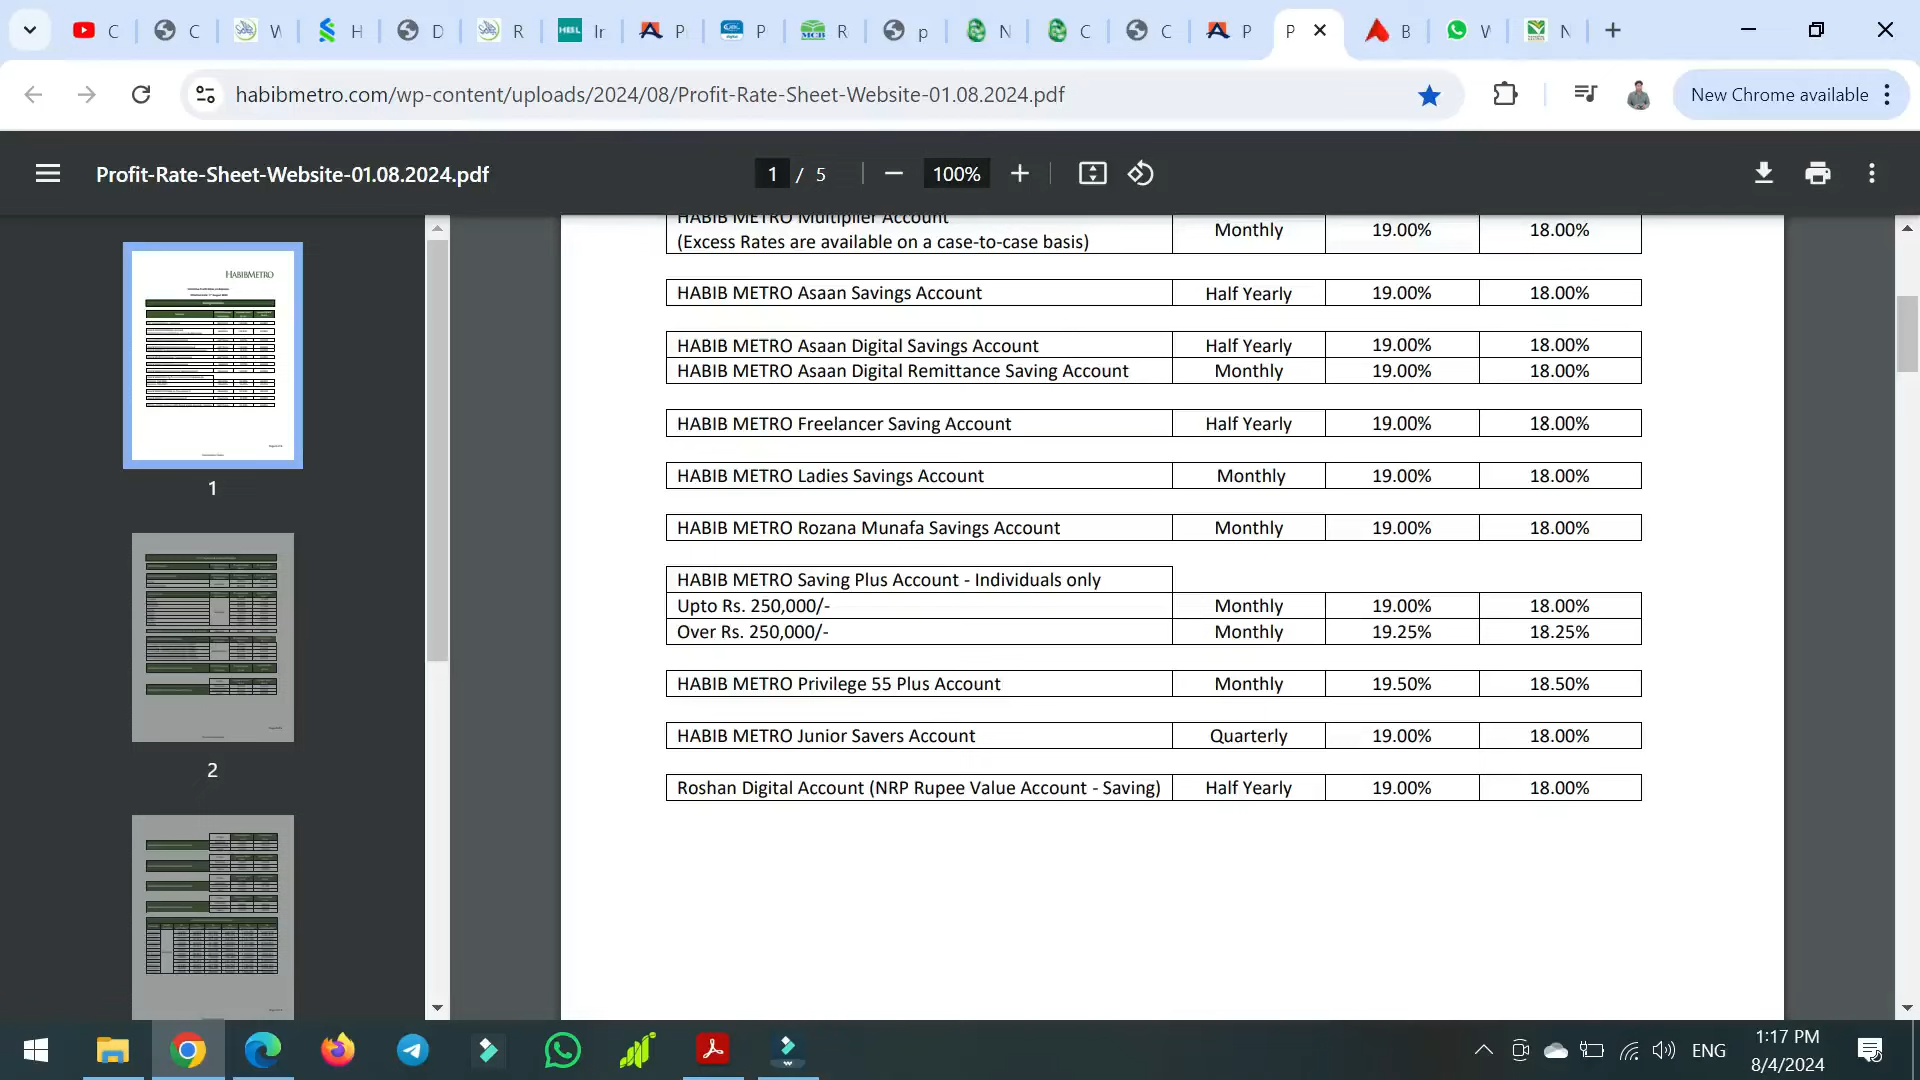 C C W H D R HBL Ir P P R p N C C P P B W N
habibmetro.com/wp-content/uploads/2024/08/Profit-Rate-Sheet-Website-01.08.2024.pdf
New Chrome available
Profit-Rate-Sheet-Website-01.08.2024.pdf
1 / 5
100%
HABIBMETRO
1
2
HABIB METRO Multiplier Account
(Excess Rates are available on a case-to-case basis) Monthly 19.00% 18.00%
HABIB METRO Asaan Savings Account Half Yearly 19.00% 18.00%
HABIB METRO Asaan Digital Savings Account Half Yearly 19.00% 18.00%
HABIB METRO Asaan Digital Remittance Saving Account Monthly 19.00% 18.00%
HABIB METRO Freelancer Saving Account Half Yearly 19.00% 18.00%
HABIB METRO Ladies Savings Account Monthly 19.00% 18.00%
HABIB METRO Rozana Munafa Savings Account Monthly 19.00% 18.00%
HABIB METRO Saving Plus Account - Individuals only
Upto Rs. 250,000/- Monthly 19.00% 18.00%
Over Rs. 250,000/- Monthly 19.25% 18.25%
HABIB METRO Privilege 55 Plus Account Monthly 19.50% 18.50%
HABIB METRO Junior Savers Account Quarterly 19.00% 18.00%
Roshan Digital Account (NRP Rupee Value Account - Saving) Half Yearly 19.00% 18.00%
ENG
1:17 PM
8/4/2024